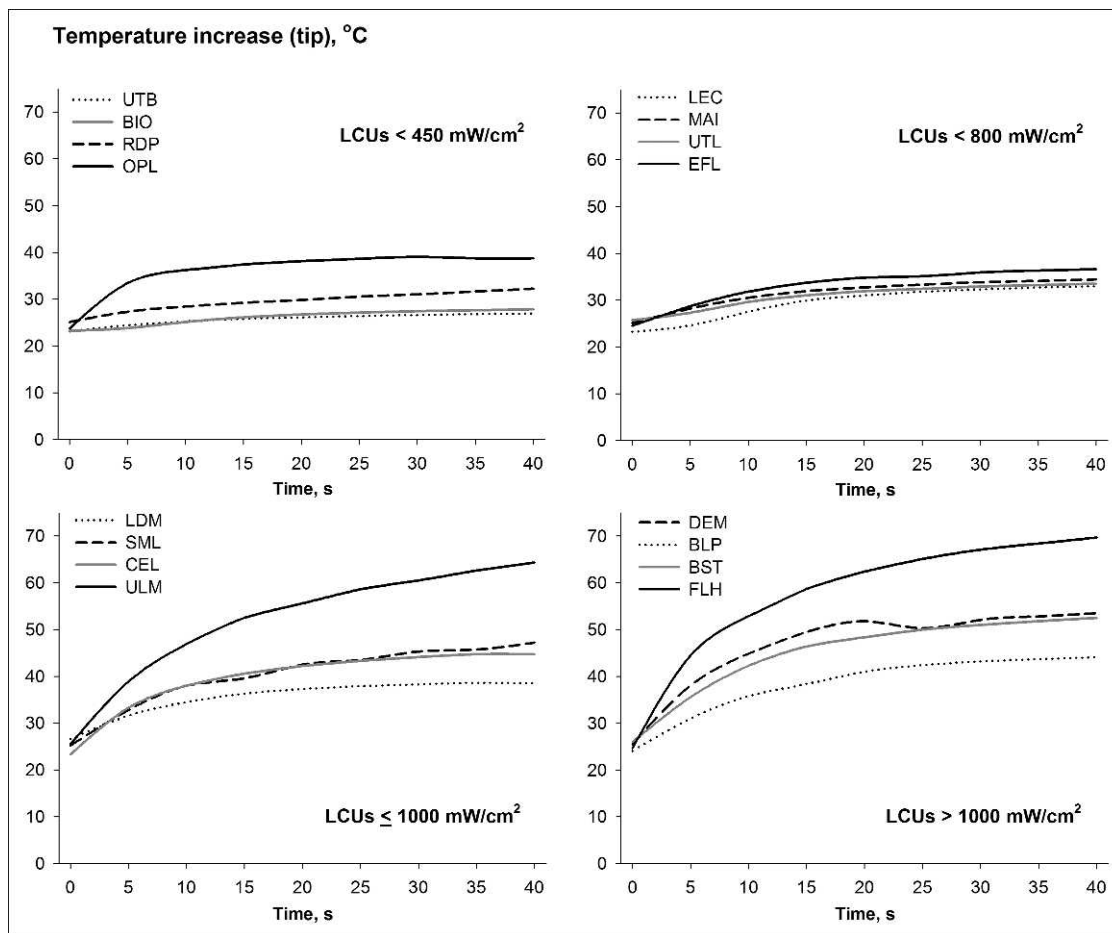 Temperature increase (tip), °C
UTB
BIO
RDP
OPL
LCUs < 450 mW/cm²
70
60
50
40
30
20
10
0
0 5 10 15 20 25 30 35 40
Time, s
LEC
MAI
UTL
EFL
LCUs < 800 mW/cm²
70
60
50
40
30
20
10
0
0 5 10 15 20 25 30 35 40
Time, s
LDM
SML
CEL
ULM
LCUs ≤ 1000 mW/cm²
70
60
50
40
30
20
10
0
0 5 10 15 20 25 30 35 40
Time, s
DEM
BLP
BST
FLH
LCUs > 1000 mW/cm²
70
60
50
40
30
20
10
0
0 5 10 15 20 25 30 35 40
Time, s